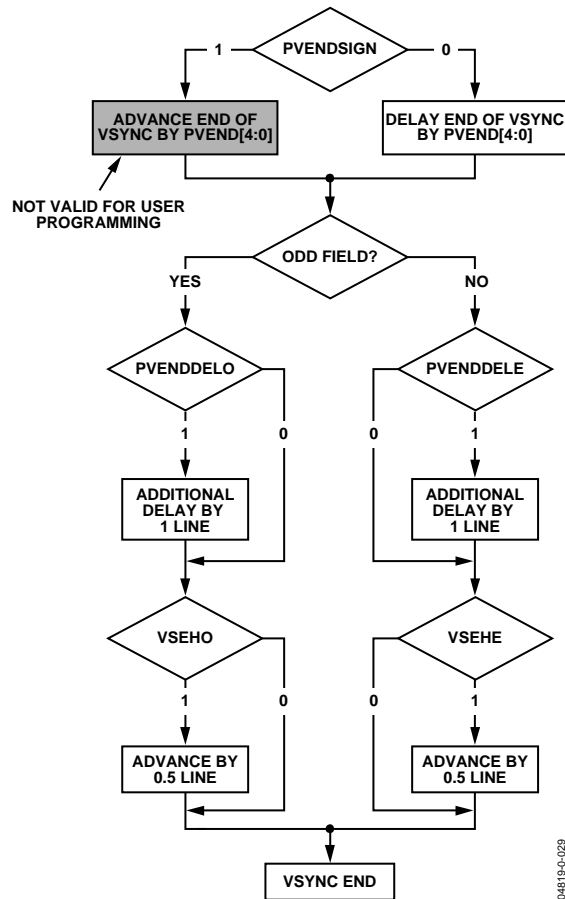 PVENDSIGN
1
0
ADVANCE END OF
VSYNC BY PVEND[4:0]
DELAY END OF VSYNC
BY PVEND[4:0]
NOT VALID FOR USER
PROGRAMMING
ODD FIELD?
YES
NO
PVENDDELO
PVENDDELE
1
0
0
1
ADDITIONAL
DELAY BY
1 LINE
ADDITIONAL
DELAY BY
1 LINE
VSEHO
VSEHE
1
0
0
1
ADVANCE BY
0.5 LINE
ADVANCE BY
0.5 LINE
VSYNC END
04819-0-029